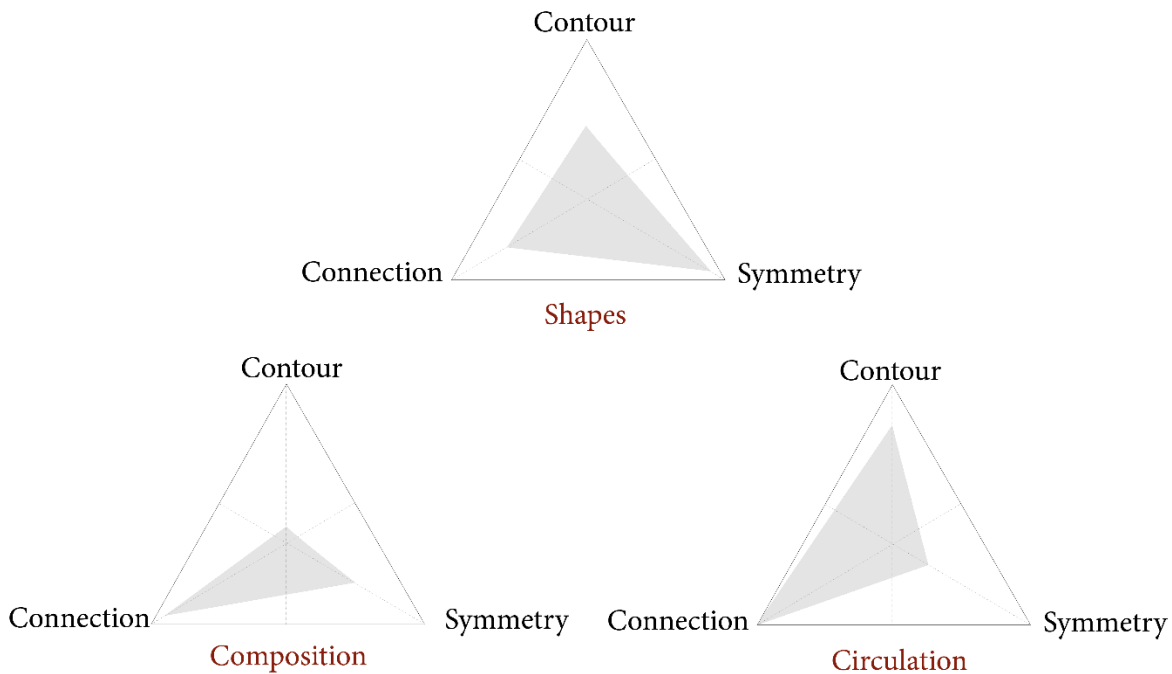 Contour
Connection
Symmetry
Shapes
Contour
Connection
Symmetry
Composition
Contour
Connection
Symmetry
Circulation